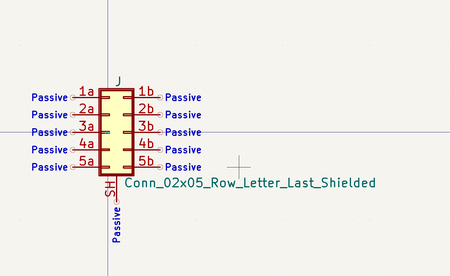 J
Passive 1a 1b Passive
Passive 2a 2b Passive
Passive 3a 3b Passive
Passive 4a 4b Passive
Passive 5a 5b Passive
SH
Conn_02x05_Row_Letter_Last_Shielded
Passive